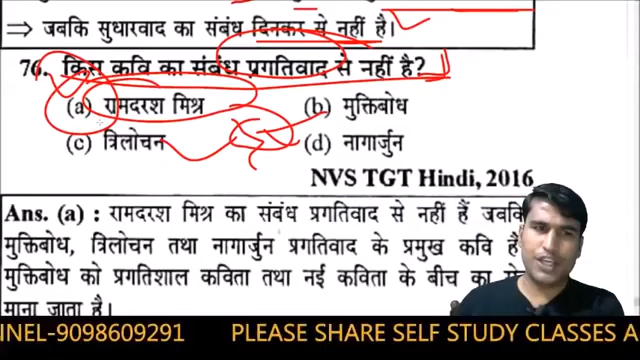 ⇒ जबकि सुधारवाद का संबंध दिनकर से नहीं है।
76. किस कवि का संबंध प्रगतिवाद से नहीं है?
(a) रामदरश मिश्र (b) मुक्तिबोध
(c) त्रिलोचन (d) नागार्जुन
NVS TGT Hindi, 2016
Ans. (a) : रामदरश मिश्र का संबंध प्रगतिवाद से नहीं हैं जबकि
मुक्तिबोध, त्रिलोचन तथा नागार्जुन प्रगतिवाद के प्रमुख कवि हैं
मुक्तिबोध को प्रगतिशाल कविता तथा नई कविता के बीच का
माना जाता है।
INEL-9098609291 PLEASE SHARE SELF STUDY CLASSES A